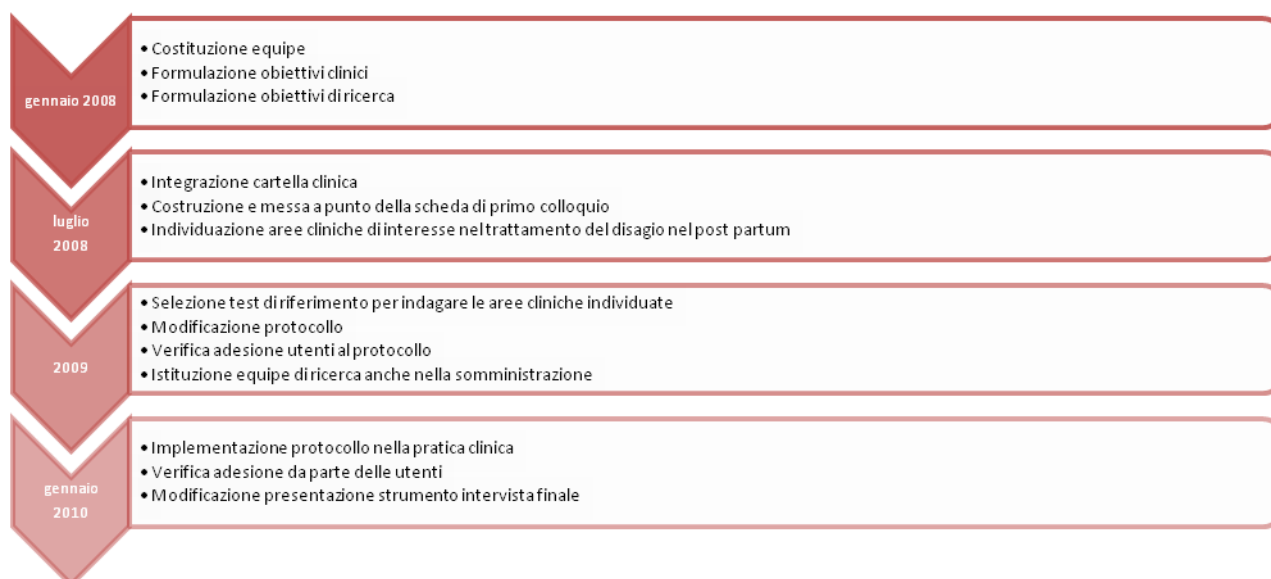 gennaio 2008
• Costituzione equipe
• Formulazione obiettivi clinici
• Formulazione obiettivi di ricerca
luglio
2008
• Integrazione cartella clinica
• Costruzione e messa a punto della scheda di primo colloquio
• Individuazione aree cliniche di interesse nel trattamento del disagio nel post partum
2009
• Selezione test di riferimento per indagare le aree cliniche individuate
• Modificazione protocollo
• Verifica adesione utenti al protocollo
• Istituzione equipe di ricerca anche nella somministrazione
gennaio
2010
• Implementazione protocollo nella pratica clinica
• Verifica adesione da parte delle utenti
• Modificazione presentazione strumento intervista finale